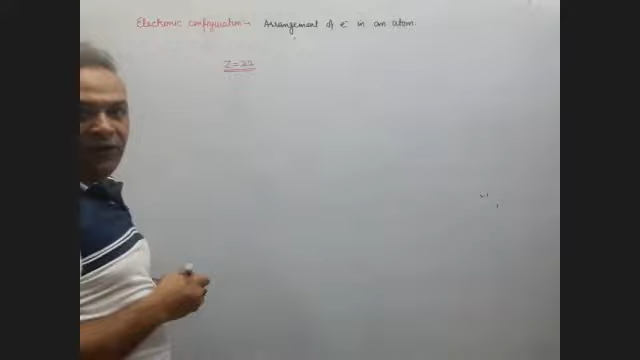 Electronic configuration → Arrangement of e⁻ in an atom.
Z=22